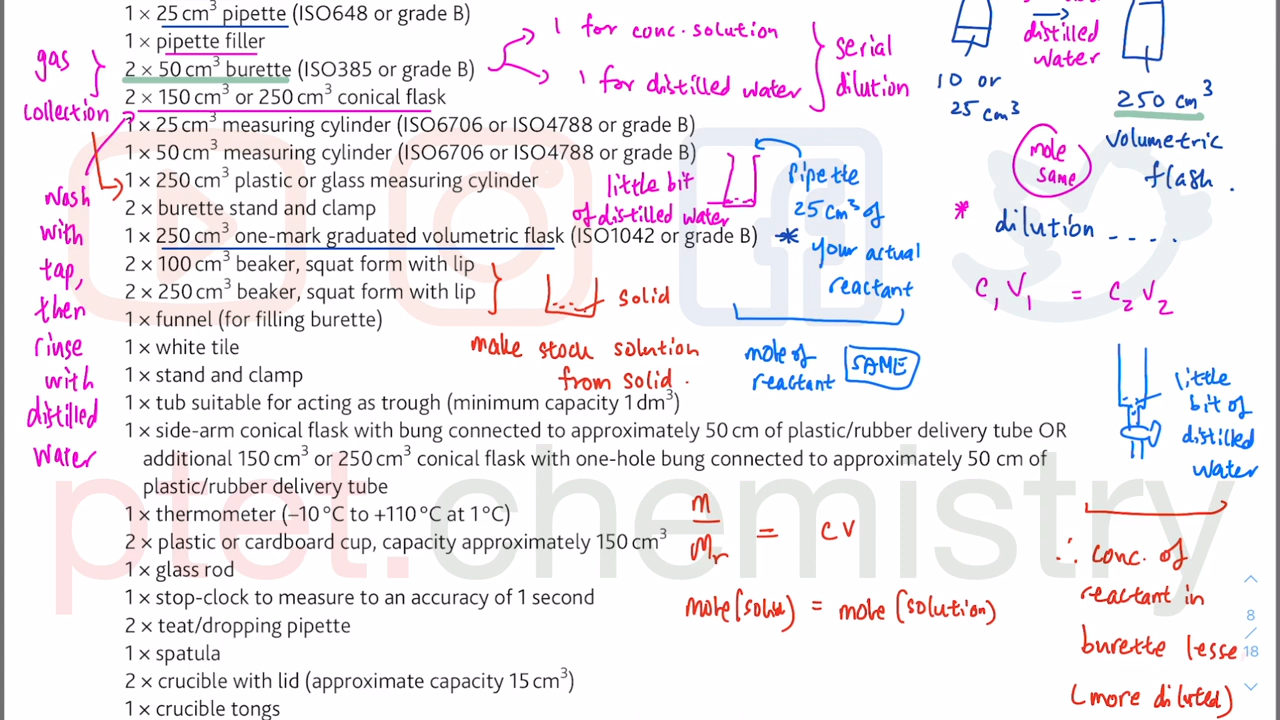 1 × 25 cm³ pipette (ISO648 or grade B)
1 × pipette filler
2 × 50 cm³ burette (ISO385 or grade B)
2 × 150 cm³ or 250 cm³ conical flask
1 × 25 cm³ measuring cylinder (ISO6706 or ISO4788 or grade B)
1 × 50 cm³ measuring cylinder (ISO6706 or ISO4788 or grade B)
1 × 250 cm³ plastic or glass measuring cylinder
2 × burette stand and clamp
1 × 250 cm³ one-mark graduated volumetric flask (ISO1042 or grade B) *
2 × 100 cm³ beaker, squat form with lip
2 × 250 cm³ beaker, squat form with lip
1 × funnel (for filling burette)
1 × white tile
1 × stand and clamp
1 × tub suitable for acting as trough (minimum capacity 1 dm³)
1 × side-arm conical flask with bung connected to approximately 50 cm of plastic/rubber delivery tube OR
additional 150 cm³ or 250 cm³ conical flask with one-hole bung connected to approximately 50 cm of
plastic/rubber delivery tube
1 × thermometer (–10 °C to +110 °C at 1 °C)
2 × plastic or cardboard cup, capacity approximately 150 cm³
1 × glass rod
1 × stop-clock to measure to an accuracy of 1 second
2 × teat/dropping pipette
1 × spatula
2 × crucible with lid (approximate capacity 15 cm³)
1 × crucible tongs
gas
collection
wash
with
tap,
then
rinse
with
distilled
water
1 for conc. solution
1 for distilled water
serial
dilution
little bit
of distilled water
Pipette
25 cm³ of
your actual
reactant
mole of
reactant
SAME
solid
make stock solution
from solid.
m
Mr
= cV
mole (solid) = mole (solution)
distilled
water
10 or
25 cm³
250 cm³
volumetric
flash.
mole
same
* dilution ....
C₁V₁ = C₂V₂
little
bit of
distilled
water
∴ conc. of
reactant in
burette lesse
(more diluted)
8
/
18
plet.chemistry